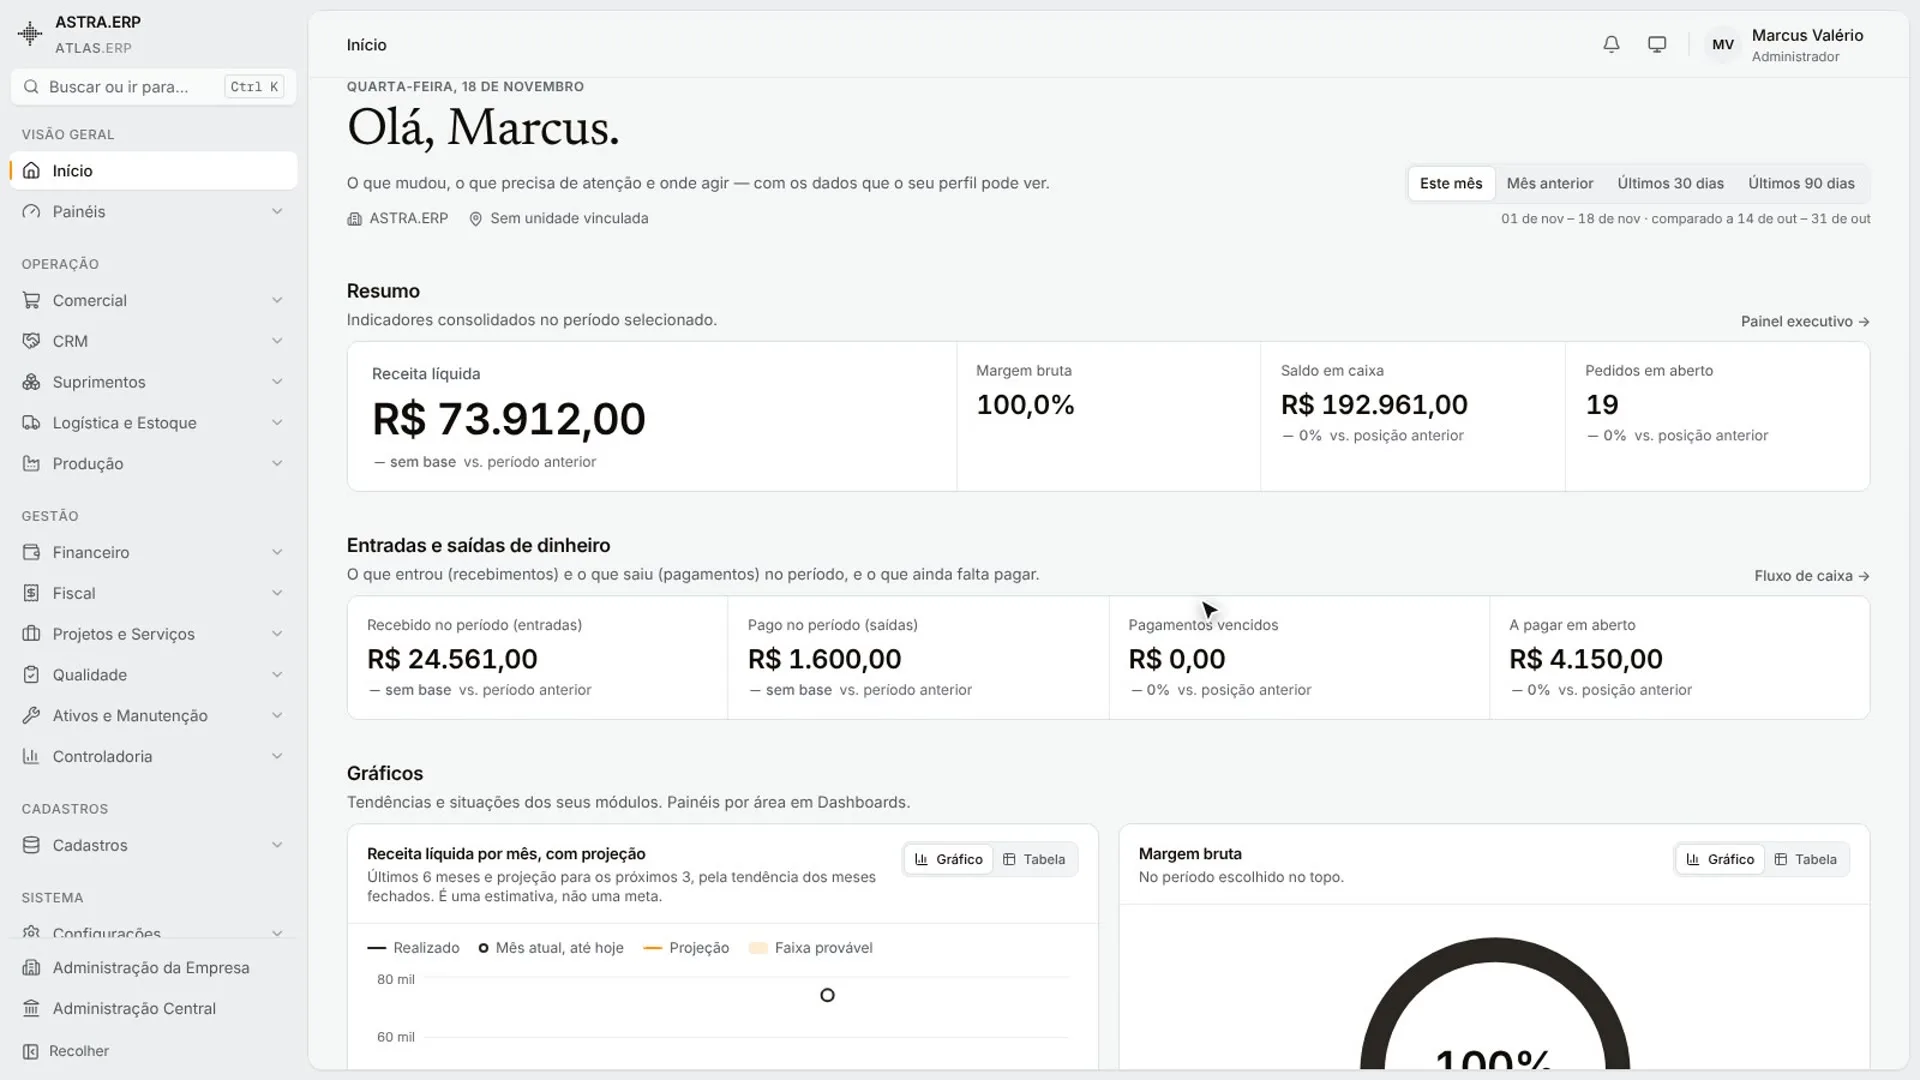 ASTRA.ERP
ATLAS.ERP
Buscar ou ir para...
Ctrl K
VISÃO GERAL
Início
Painéis
OPERAÇÃO
Comercial
CRM
Suprimentos
Logística e Estoque
Produção
GESTÃO
Financeiro
Fiscal
Projetos e Serviços
Qualidade
Ativos e Manutenção
Controladoria
CADASTROS
Cadastros
SISTEMA
Configurações
Administração da Empresa
Administração Central
Recolher
Início
MV
Marcus Valério
Administrador
QUARTA-FEIRA, 18 DE NOVEMBRO
Olá, Marcus.
O que mudou, o que precisa de atenção e onde agir — com os dados que o seu perfil pode ver.
ASTRA.ERP
Sem unidade vinculada
Este mês
Mês anterior
Últimos 30 dias
Últimos 90 dias
01 de nov – 18 de nov · comparado a 14 de out – 31 de out
Resumo
Indicadores consolidados no período selecionado.
Painel executivo →
Receita líquida
R$ 73.912,00
— sem base vs. período anterior
Margem bruta
100,0%
Saldo em caixa
R$ 192.961,00
— 0% vs. posição anterior
Pedidos em aberto
19
— 0% vs. posição anterior
Entradas e saídas de dinheiro
O que entrou (recebimentos) e o que saiu (pagamentos) no período, e o que ainda falta pagar.
Fluxo de caixa →
Recebido no período (entradas)
R$ 24.561,00
— sem base vs. período anterior
Pago no período (saídas)
R$ 1.600,00
— sem base vs. período anterior
Pagamentos vencidos
R$ 0,00
— 0% vs. posição anterior
A pagar em aberto
R$ 4.150,00
— 0% vs. posição anterior
Gráficos
Tendências e situações dos seus módulos. Painéis por área em Dashboards.
Receita líquida por mês, com projeção
Últimos 6 meses e projeção para os próximos 3, pela tendência dos meses
fechados. É uma estimativa, não uma meta.
Gráfico
Tabela
Realizado
Mês atual, até hoje
Projeção
Faixa provável
80 mil
60 mil
Margem bruta
No período escolhido no topo.
Gráfico
Tabela
100%